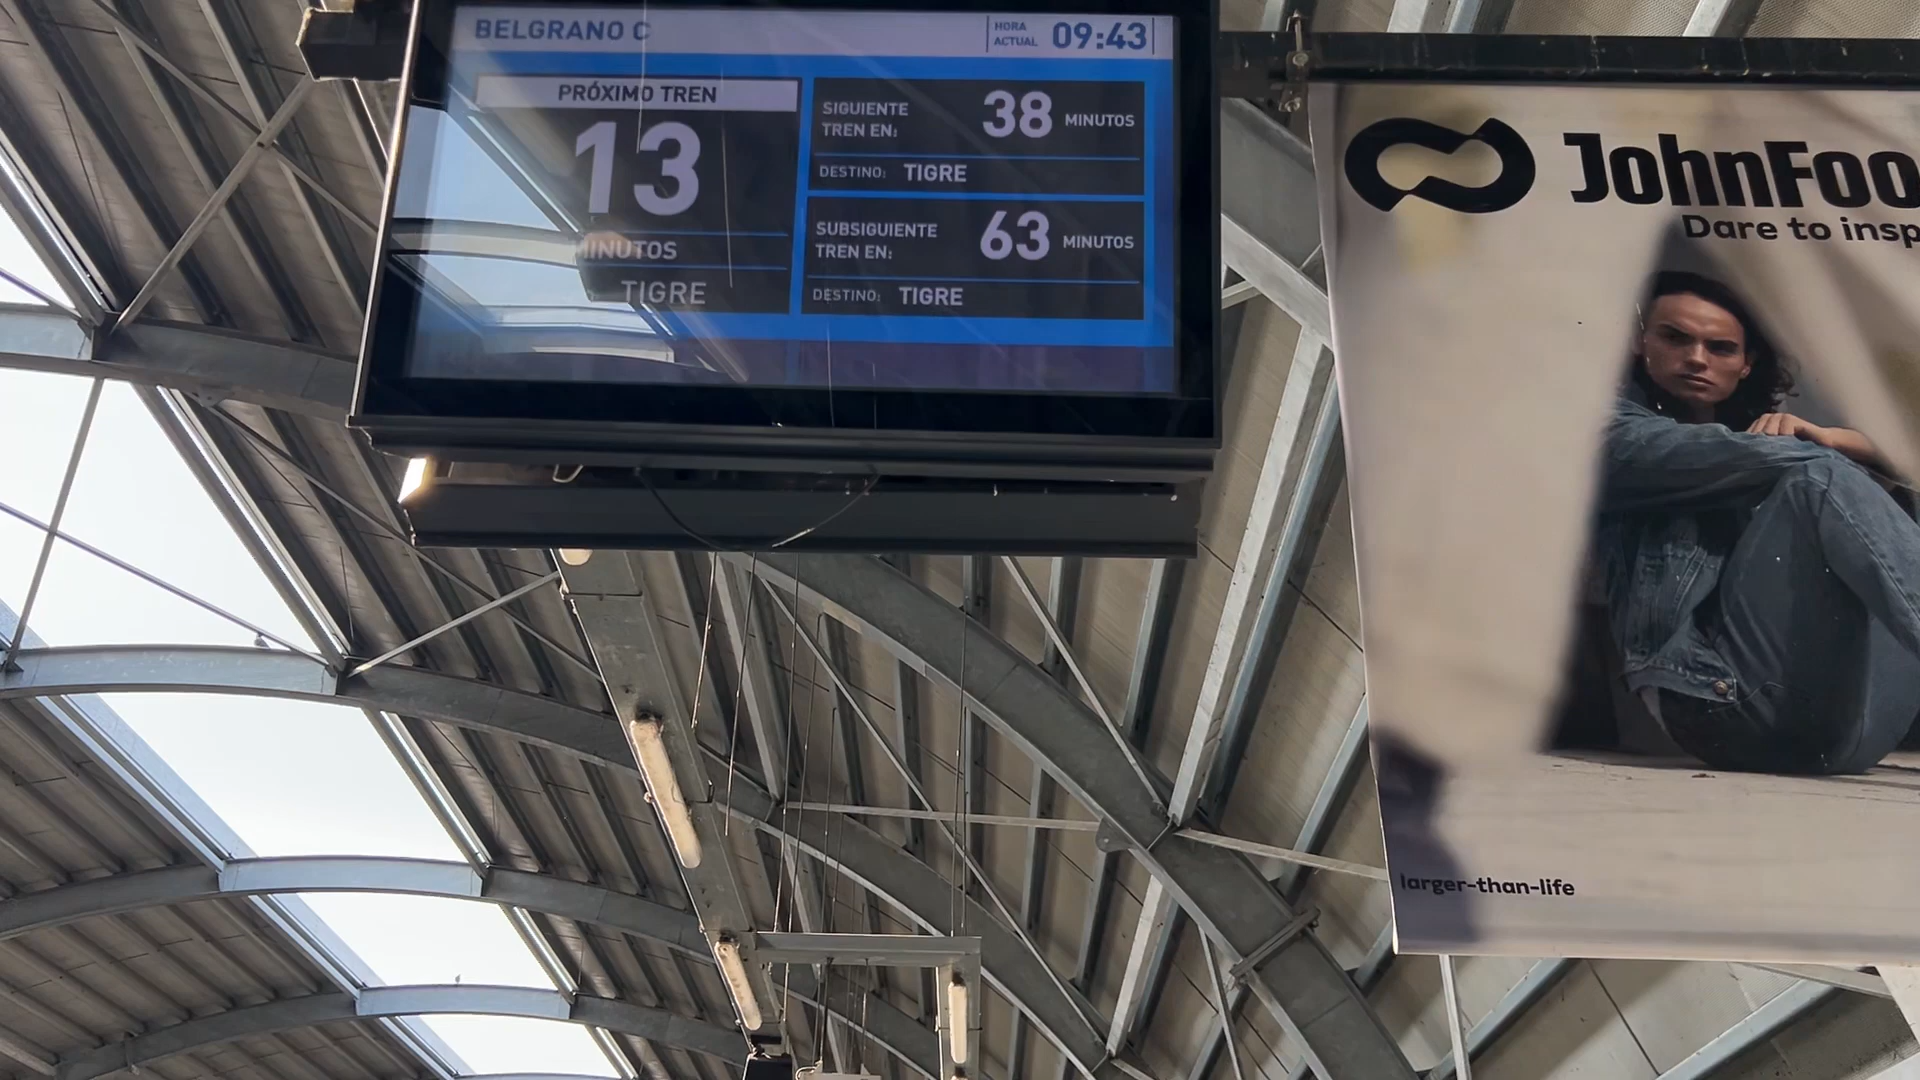 BELGRANO C
HORA ACTUAL 09:43
PRÓXIMO TREN
13
MINUTOS
TIGRE
SIGUIENTE
TREN EN:
38 MINUTOS
DESTINO: TIGRE
SUBSIGUIENTE
TREN EN:
63 MINUTOS
DESTINO: TIGRE
JohnFoo
Dare to insp
larger-than-life